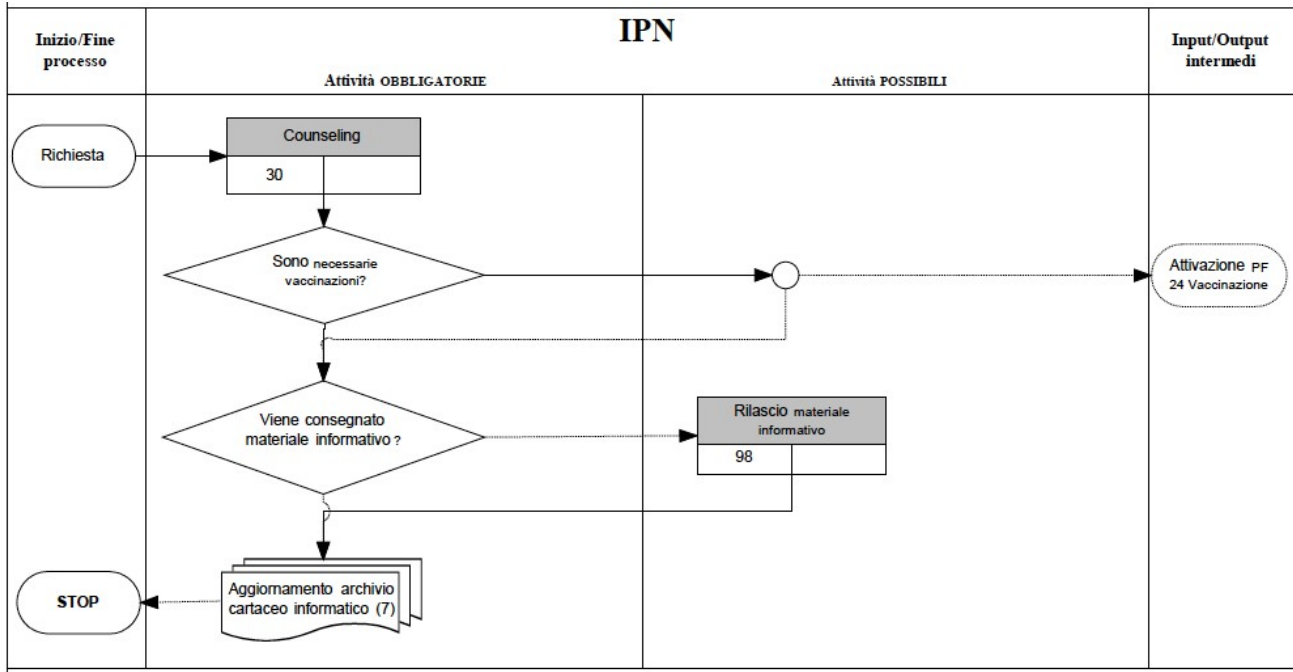 Inizio/Fine
processo
IPN
Attività OBBLIGATORIE
Attività POSSIBILI
Input/Output
intermedi
Richiesta
Counseling
30
Sono necessarie
vaccinazioni?
Attivazione PF
24 Vaccinazione
Viene consegnato
materiale informativo ?
Rilascio materiale
informativo
98
Aggiornamento archivio
cartaceo informatico (7)
STOP